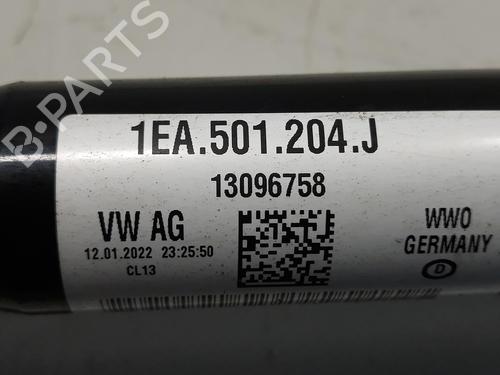 B-PARTS
1EA.501.204.J
13096758
VW AG
12.01.2022 23:25:50
CL13
WWO
GERMANY
D